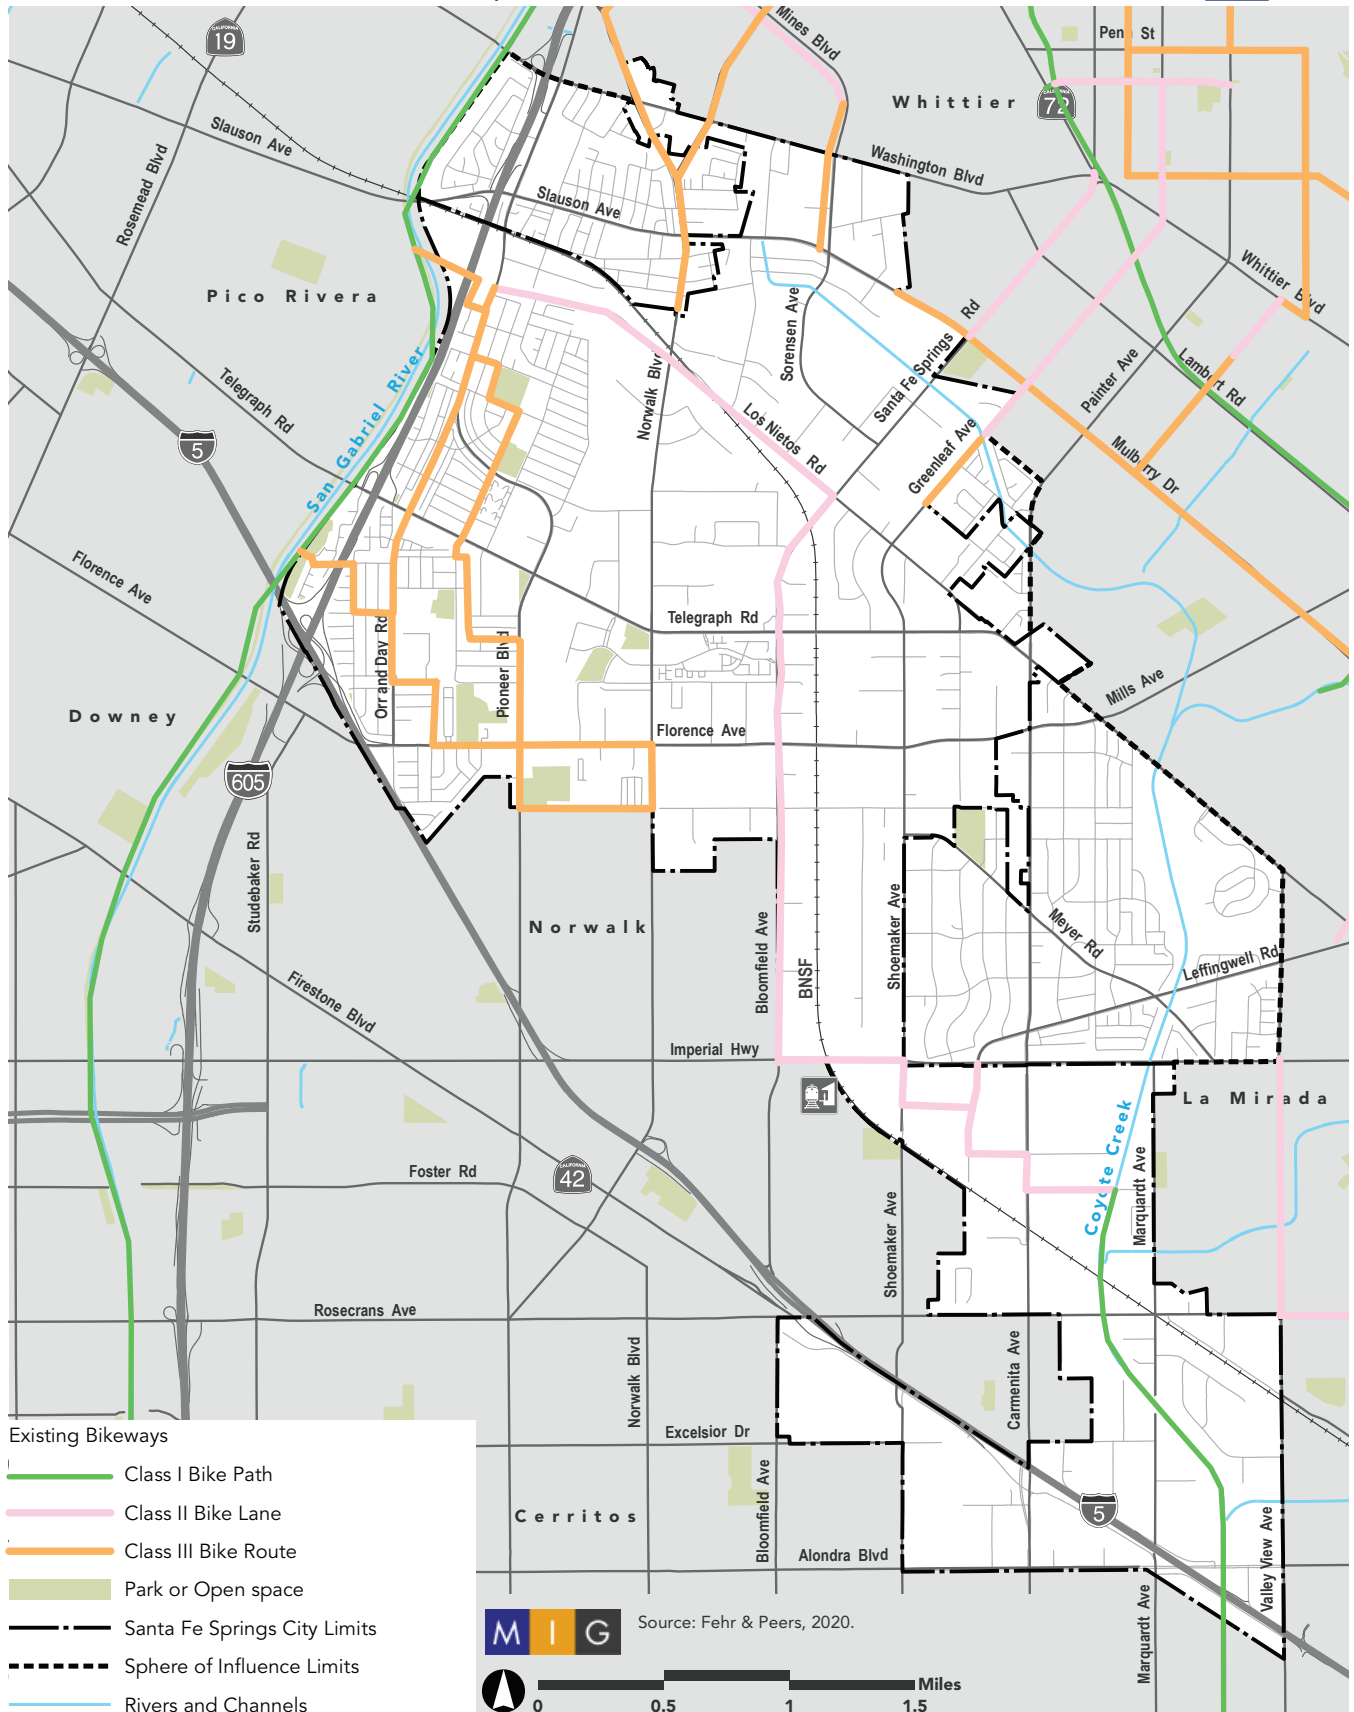 CALIFORNIA
19
Mines Blvd
Penn St
Whittier
CALIFORNIA
72
Slauson Ave
Rosemead Blvd
Washington Blvd
Slauson Ave
Whittier Blvd
Pico Rivera
Sorensen Ave
Santa Fe Springs Rd
Norwalk Blvd
Painter Ave
Lambert Rd
San Gabriel River
Telegraph Rd
5
Los Nietos Rd
Greenleaf Ave
Mulberry Dr
Florence Ave
Telegraph Rd
Orr and Day Rd
Pioneer Blvd
Mills Ave
Downey
Florence Ave
605
Studebaker Rd
Norwalk
Bloomfield Ave
BNSF
Shoemaker Ave
Meyer Rd
Leffingwell Rd
Firestone Blvd
Imperial Hwy
La Mirada
Coyote Creek
Marquardt Ave
Foster Rd
CALIFORNIA
42
Shoemaker Ave
Rosecrans Ave
Norwalk Blvd
Carmenita Ave
Excelsior Dr
Bloomfield Ave
Cerritos
5
Valley View Ave
Alondra Blvd
Marquardt Ave
Existing Bikeways
Class I Bike Path
Class II Bike Lane
Class III Bike Route
Park or Open space
Santa Fe Springs City Limits
Sphere of Influence Limits
Rivers and Channels
M I G
Source: Fehr & Peers, 2020.
Miles
0 0.5 1 1.5